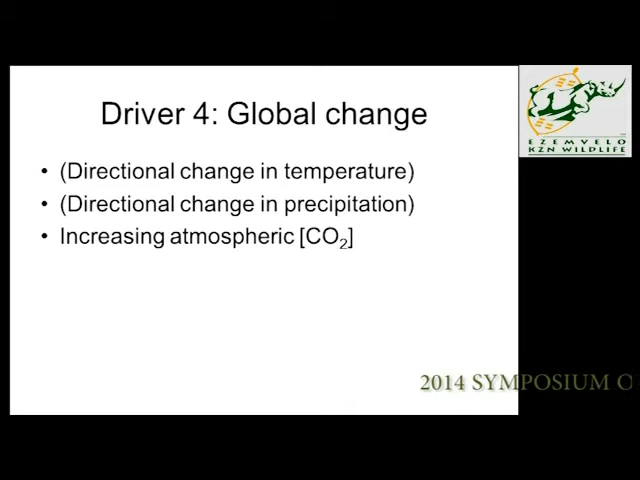 Driver 4: Global change
• (Directional change in temperature)
• (Directional change in precipitation)
• Increasing atmospheric [CO₂]
EZEMVELO
KZN WILDLIFE
2014 SYMPOSIUM O